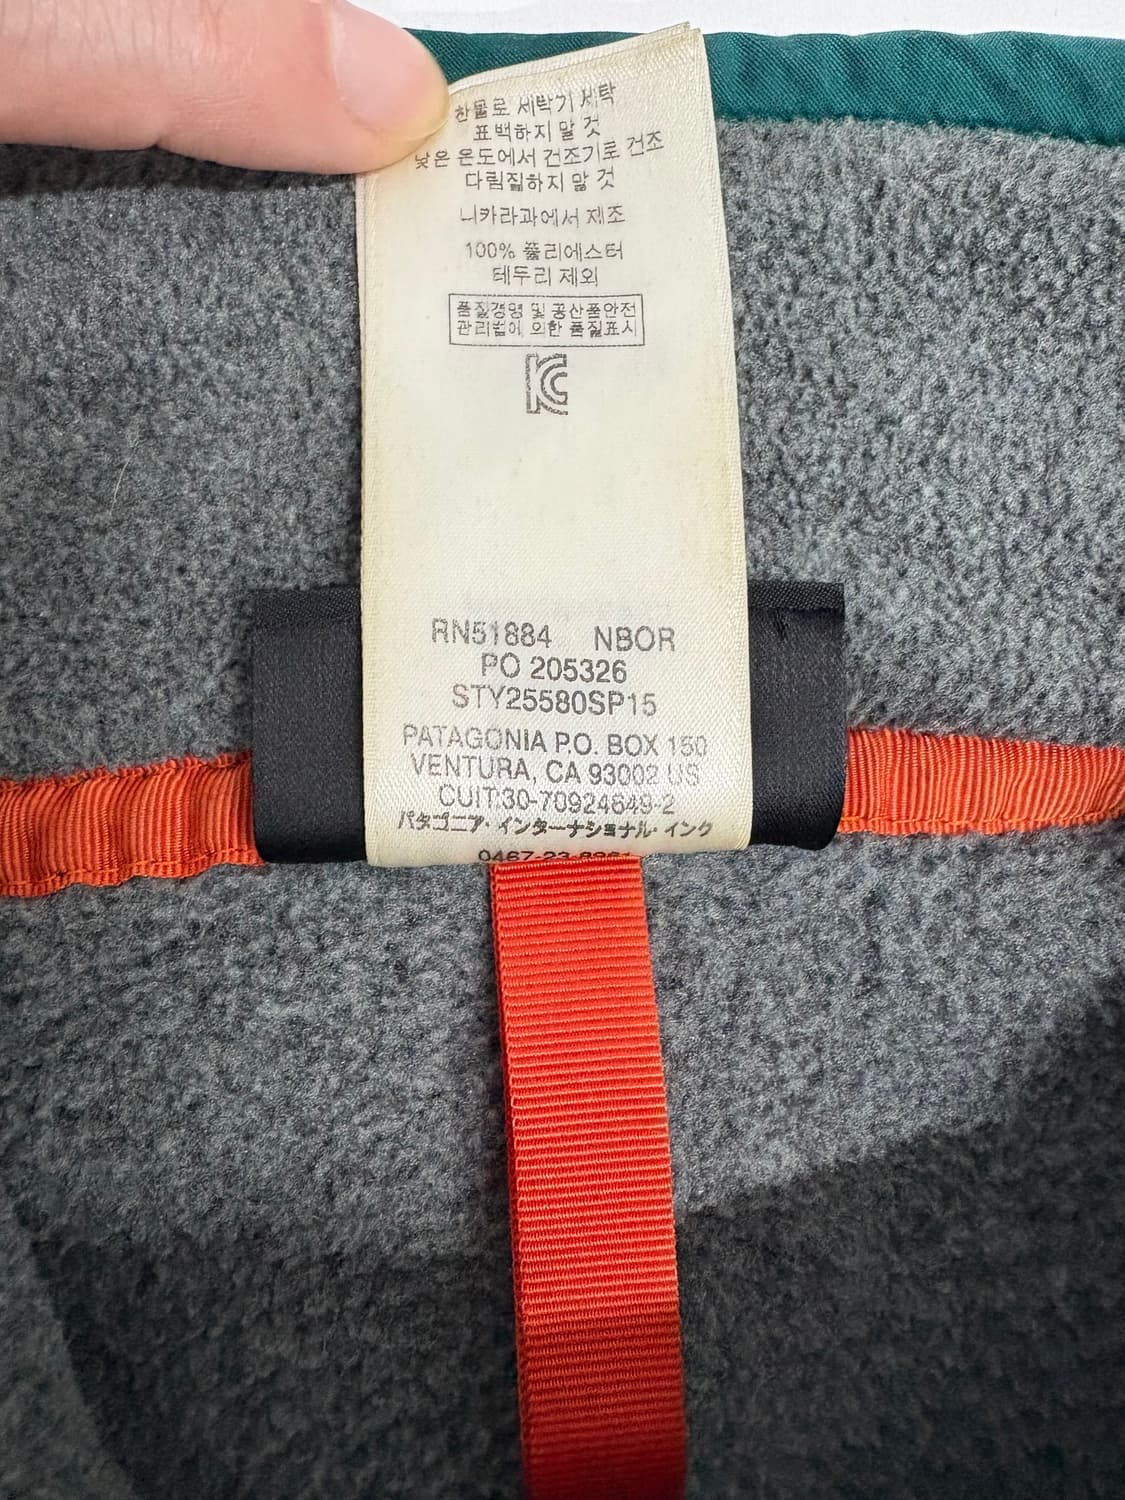 찬물로 세탁기 세탁
표백하지 말 것
낮은 온도에서 건조기로 건조
다림질하지 말 것
니카라과에서 제조
100% 폴리에스터
테두리 제외
품질경영 및 공산품안전
관리법에 의한 품질표시
KC
RN51884 NBOR
PO 205326
STY25580SP15
PATAGONIA P.O. BOX 150
VENTURA, CA 93002 US
CUIT:30-70924649-2
パタゴニア・インターナショナル・インク